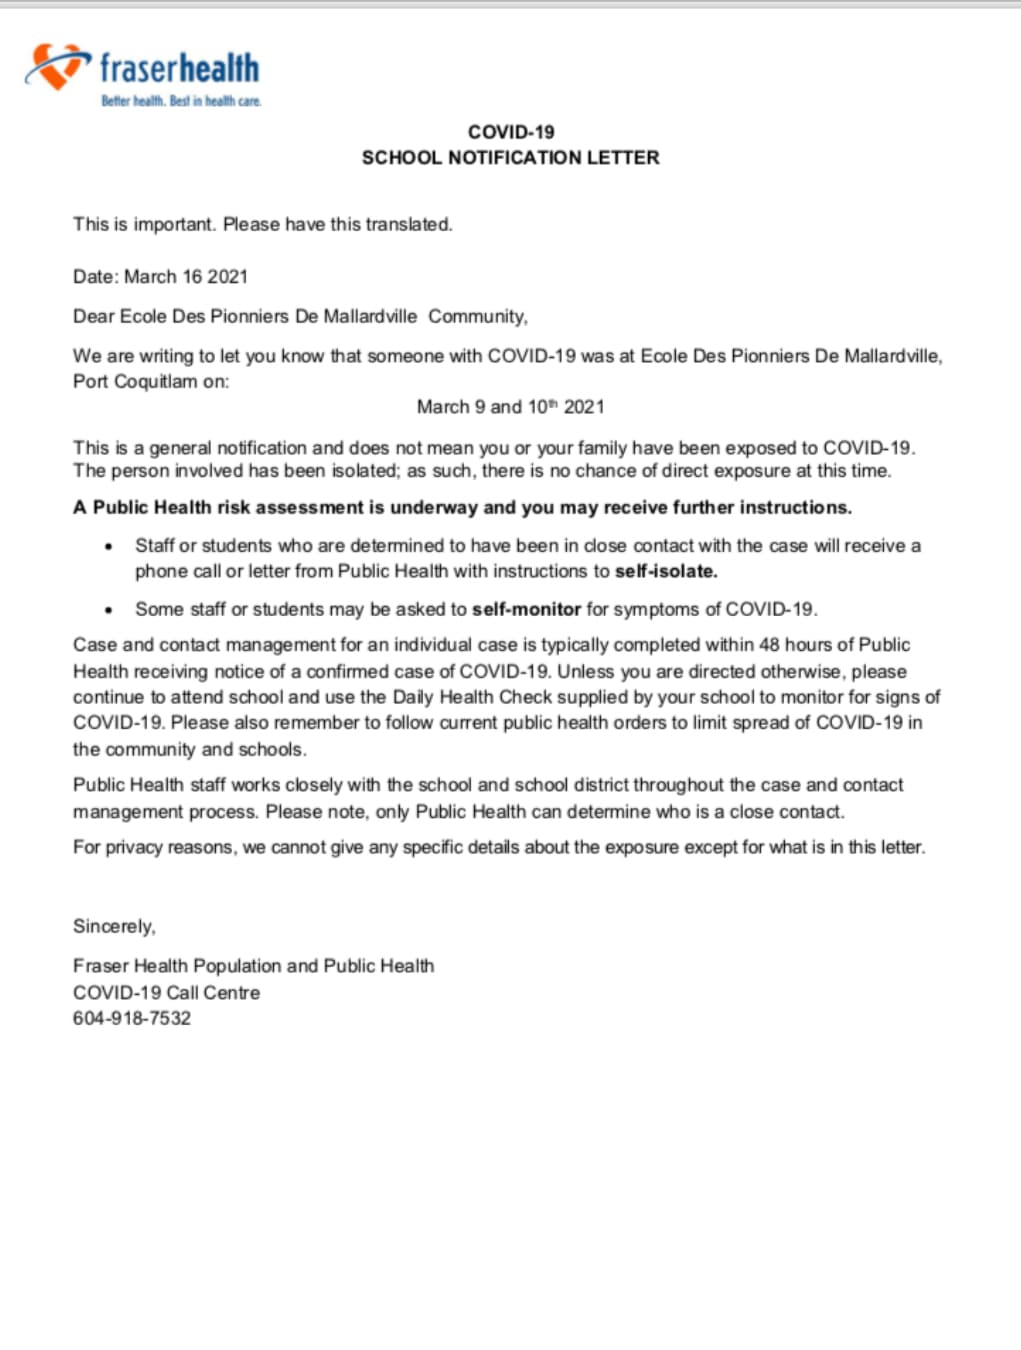 fraserhealth
Better health. Best in health care.
COVID-19
SCHOOL NOTIFICATION LETTER
This is important. Please have this translated.
Date: March 16 2021
Dear Ecole Des Pionniers De Mallardville  Community,
We are writing to let you know that someone with COVID-19 was at Ecole Des Pionniers De Mallardville,
Port Coquitlam on:
March 9 and 10th 2021
This is a general notification and does not mean you or your family have been exposed to COVID-19.
The person involved has been isolated; as such, there is no chance of direct exposure at this time.
A Public Health risk assessment is underway and you may receive further instructions.
• Staff or students who are determined to have been in close contact with the case will receive a
phone call or letter from Public Health with instructions to self-isolate.
• Some staff or students may be asked to self-monitor for symptoms of COVID-19.
Case and contact management for an individual case is typically completed within 48 hours of Public
Health receiving notice of a confirmed case of COVID-19. Unless you are directed otherwise, please
continue to attend school and use the Daily Health Check supplied by your school to monitor for signs of
COVID-19. Please also remember to follow current public health orders to limit spread of COVID-19 in
the community and schools.
Public Health staff works closely with the school and school district throughout the case and contact
management process. Please note, only Public Health can determine who is a close contact.
For privacy reasons, we cannot give any specific details about the exposure except for what is in this letter.
Sincerely,
Fraser Health Population and Public Health
COVID-19 Call Centre
604-918-7532